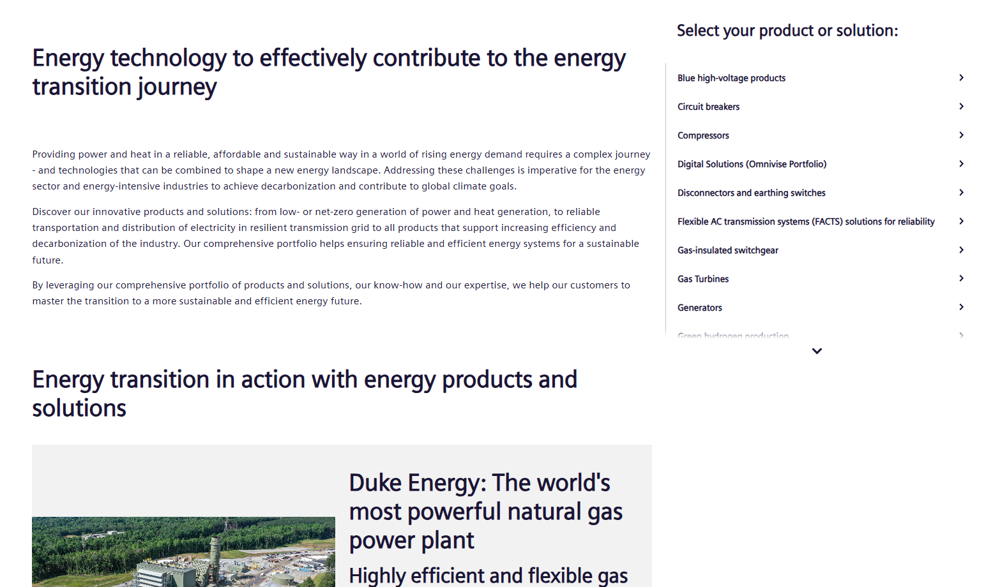 Energy technology to effectively contribute to the energy
transition journey
Providing power and heat in a reliable, affordable and sustainable way in a world of rising energy demand requires a complex journey
- and technologies that can be combined to shape a new energy landscape. Addressing these challenges is imperative for the energy
sector and energy-intensive industries to achieve decarbonization and contribute to global climate goals.
Discover our innovative products and solutions: from low- or net-zero generation of power and heat generation, to reliable
transportation and distribution of electricity in resilient transmission grid to all products that support increasing efficiency and
decarbonization of the industry. Our comprehensive portfolio helps ensuring reliable and efficient energy systems for a sustainable
future.
By leveraging our comprehensive portfolio of products and solutions, our know-how and our expertise, we help our customers to
master the transition to a more sustainable and efficient energy future.
Select your product or solution:
Blue high-voltage products
Circuit breakers
Compressors
Digital Solutions (Omnivise Portfolio)
Disconnectors and earthing switches
Flexible AC transmission systems (FACTS) solutions for reliability
Gas-insulated switchgear
Gas Turbines
Generators
Green hydrogen production
Energy transition in action with energy products and
solutions
Duke Energy: The world's
most powerful natural gas
power plant
Highly efficient and flexible gas